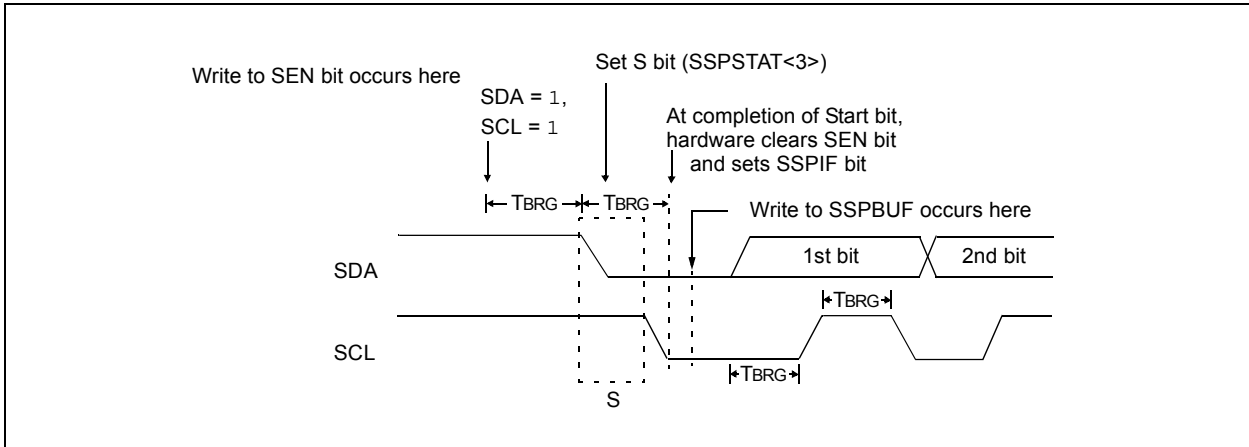 Write to SEN bit occurs here
Set S bit (SSPSTAT<3>)
SDA = 1,
SCL = 1
At completion of Start bit,
hardware clears SEN bit
and sets SSPIF bit
TBRG
TBRG
Write to SSPBUF occurs here
SDA
1st bit
2nd bit
TBRG
SCL
TBRG
S